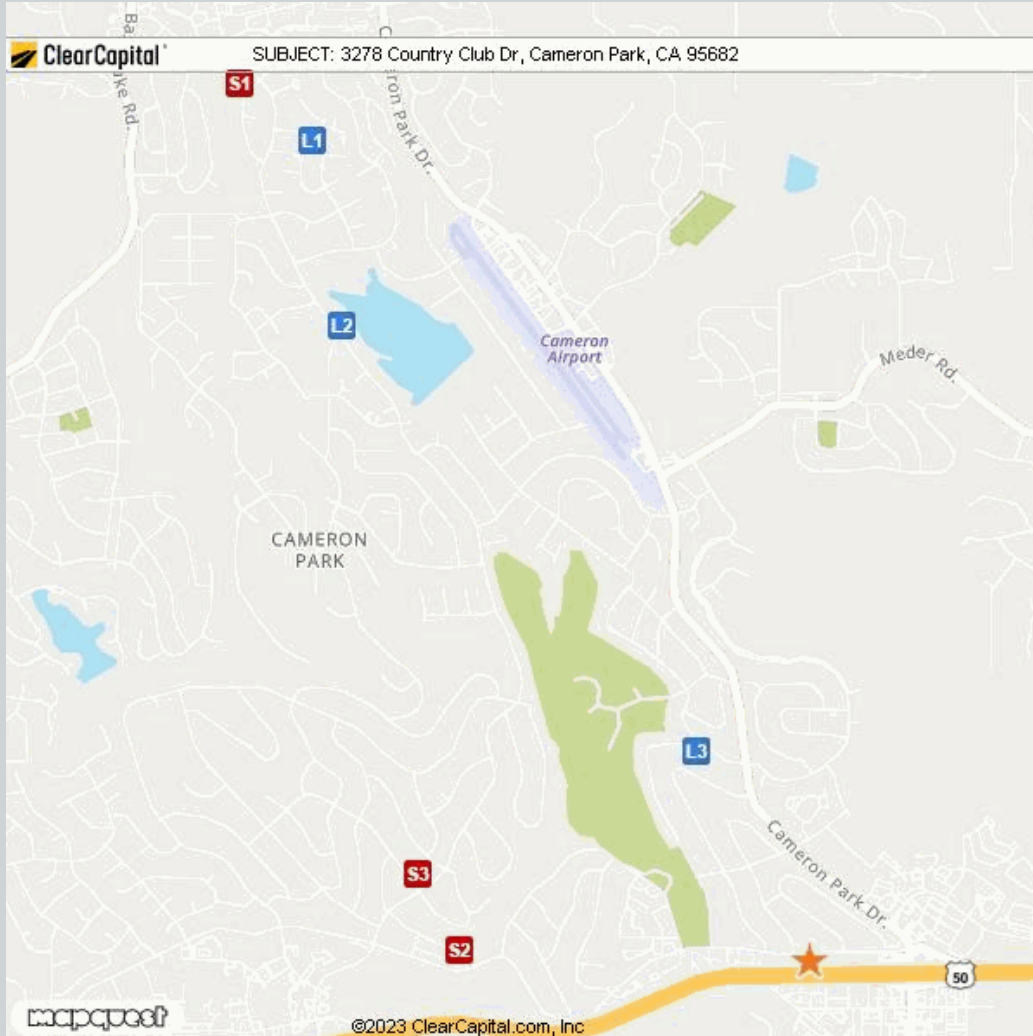 ClearCapital
SUBJECT: 3278 Country Club Dr, Cameron Park, CA 95682
S1
L1
L2
Cameron
Airport
Meder Rd.
CAMERON
PARK
L3
Cameron Park Dr.
S3
S2
50
mapquest
©2023 ClearCapital.com, Inc